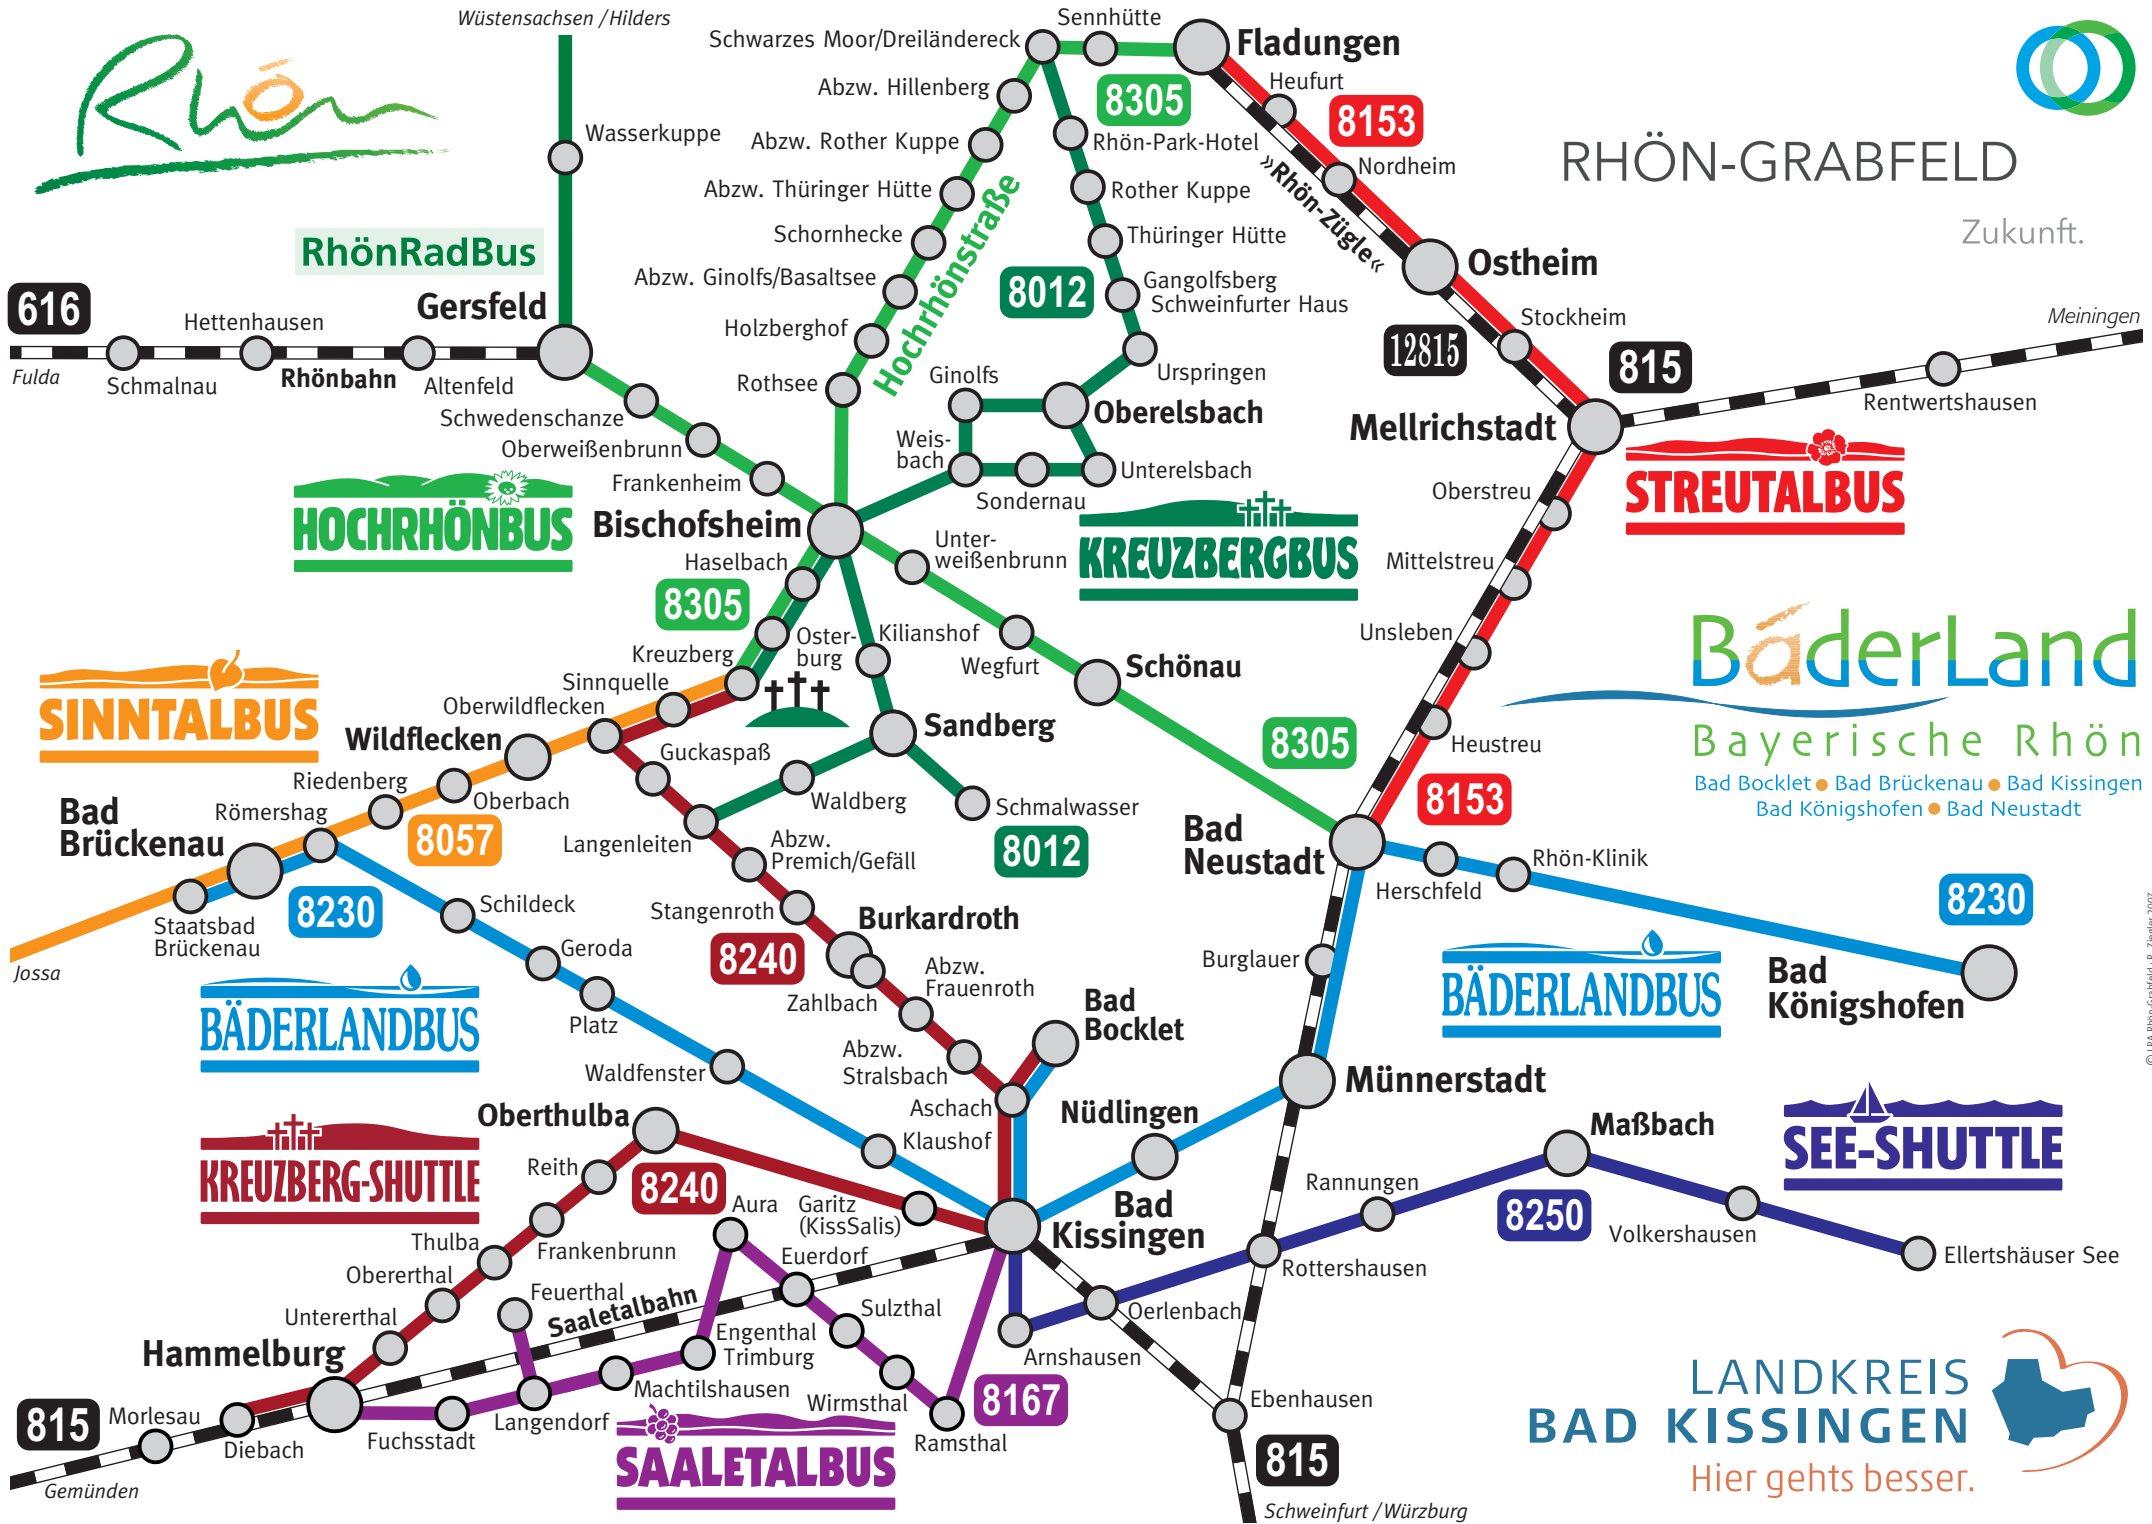 Wüstensachsen / Hilders
Sennhütte
Schwarzes Moor/Dreiländereck
Fladungen
Rhön
Abzw. Hillenberg
8305
Heufurt
8153
Wasserkuppe
Abzw. Rother Kuppe
Rhön-Park-Hotel
»Rhön-Zügle«
Nordheim
RHÖN-GRABFELD
Zukunft.
Abzw. Thüringer Hütte
Rother Kuppe
Hochrhönstraße
Schornhecke
Thüringer Hütte
RhönRadBus
Abzw. Ginolfs/Basaltsee
8012
Gangolfsberg
Schweinfurter Haus
Ostheim
616
Gersfeld
Hettenhausen
Holzberghof
Stockheim
Meiningen
12815
815
Fulda
Schmalnau
Rhönbahn
Altenfeld
Rothsee
Ginolfs
Urspringen
Rentwertshausen
Schwedenschanze
Oberelsbach
Mellrichstadt
Oberweißenbrunn
Weis-
bach
Sondernau
Unterelsbach
STREUTALBUS
Frankenheim
Oberstreu
HOCHRHÖNBUS
Bischofsheim
Unter-
weißenbrunn
KREUZBERGBUS
Haselbach
Mittelstreu
8305
Oster-
burg
Kilianshof
Wegfurt
Unsleben
BäderLand
Bayerische Rhön
Bad Bocklet ● Bad Brückenau ● Bad Kissingen
Bad Königshofen ● Bad Neustadt
Kreuzberg
Schönau
Sinnquelle
SINNTALBUS
Oberwildflecken
Wildflecken
Sandberg
8305
Heustreu
Guckaspaß
Riedenberg
Oberbach
Waldberg
Schmalwasser
8153
Bad
Brückenau
Römershag
8057
Langenleiten
Abzw.
Premich/Gefäll
8012
Bad
Neustadt
Herschfeld
Rhön-Klinik
8230
Staatsbad
Brückenau
8230
Schildeck
Stangenroth
Burkardroth
Jossa
Geroda
8240
Zahlbach
Abzw.
Frauenroth
Burglauer
BÄDERLANDBUS
Bad
Königshofen
BÄDERLANDBUS
Platz
Bad
Bocklet
Waldfenster
Abzw.
Stralsbach
Münnerstadt
Aschach
Nüdlingen
Oberthulba
Klaushof
Maßbach
SEE-SHUTTLE
KREUZBERG-SHUTTLE
Reith
8240
Aura
Garitz
(KissSalis)
Bad
Kissingen
Rannungen
8250
Volkershausen
Thulba
Frankenbrunn
Euerdorf
Rottershausen
Ellertshäuser See
Obererthal
Feuerthal
Saaletalbahn
Untererthal
Sulzthal
Oerlenbach
Hammelburg
Engenthal
Trimburg
Arnshausen
Machtilshausen
Wirmsthal
8167
Ebenhausen
815
Morlesau
Diebach
Fuchsstadt
Langendorf
Ramsthal
SAALETALBUS
815
Gemünden
Schweinfurt / Würzburg
LANDKREIS
BAD KISSINGEN
Hier gehts besser.